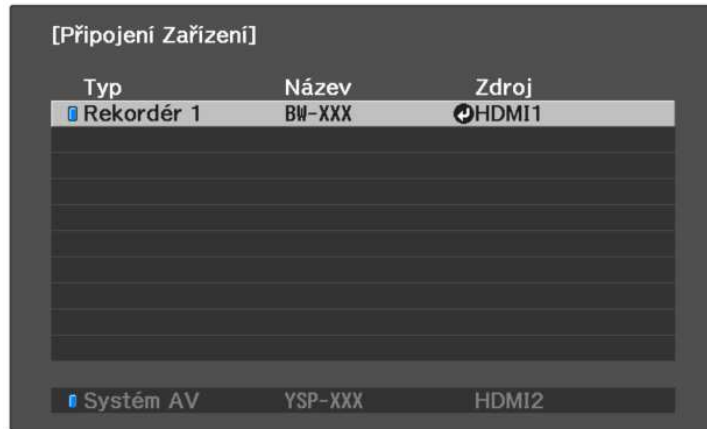 [Připojení Zařízení]
Typ Název Zdroj
Rekordér 1 BW-XXX HDMI1
Systém AV YSP-XXX HDMI2